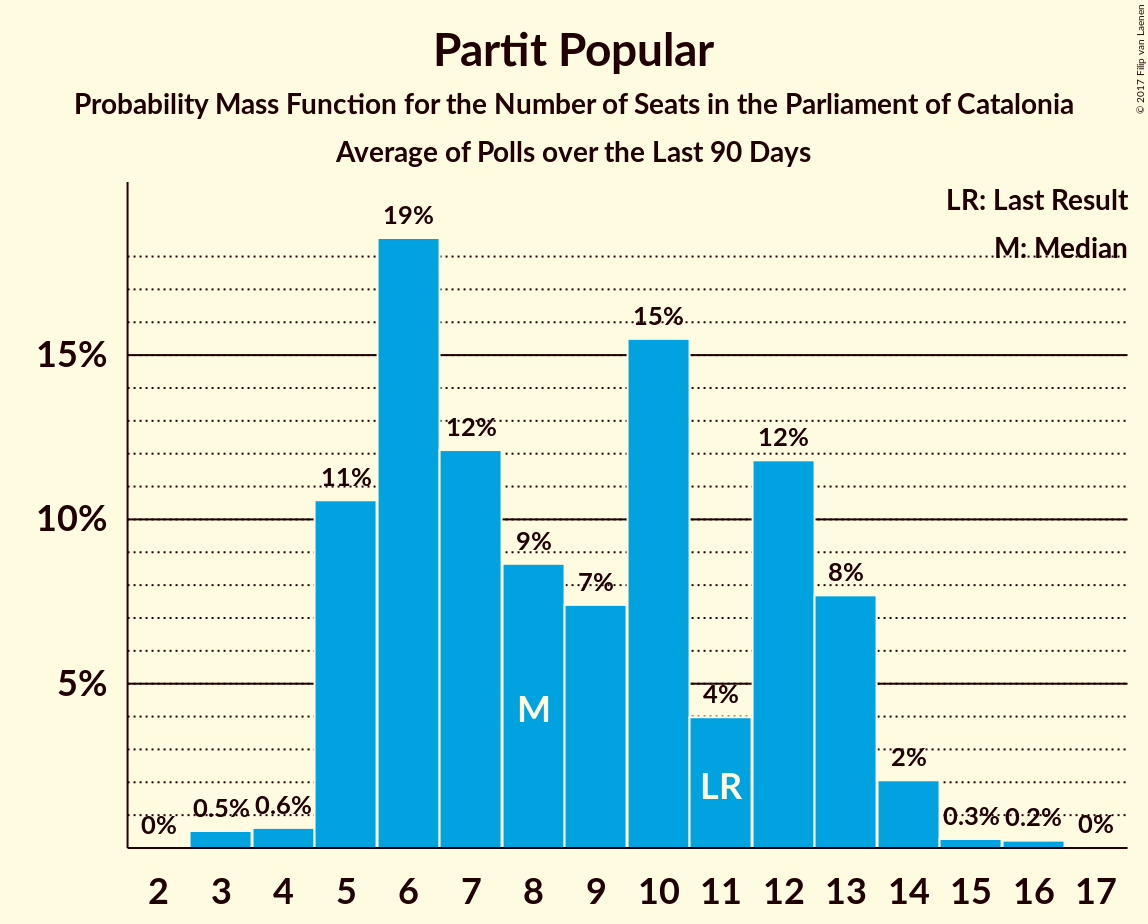 Partit Popular
Probability Mass Function for the Number of Seats in the Parliament of Catalonia
Average of Polls over the Last 90 Days
© 2017 Filip van Laenen
LR: Last Result
M: Median
15%
10%
5%
0%
0.5%
0.6%
11%
19%
12%
9%
7%
15%
4%
12%
8%
2%
0.3%
0.2%
0%
M
LR
2 3 4 5 6 7 8 9 10 11 12 13 14 15 16 17